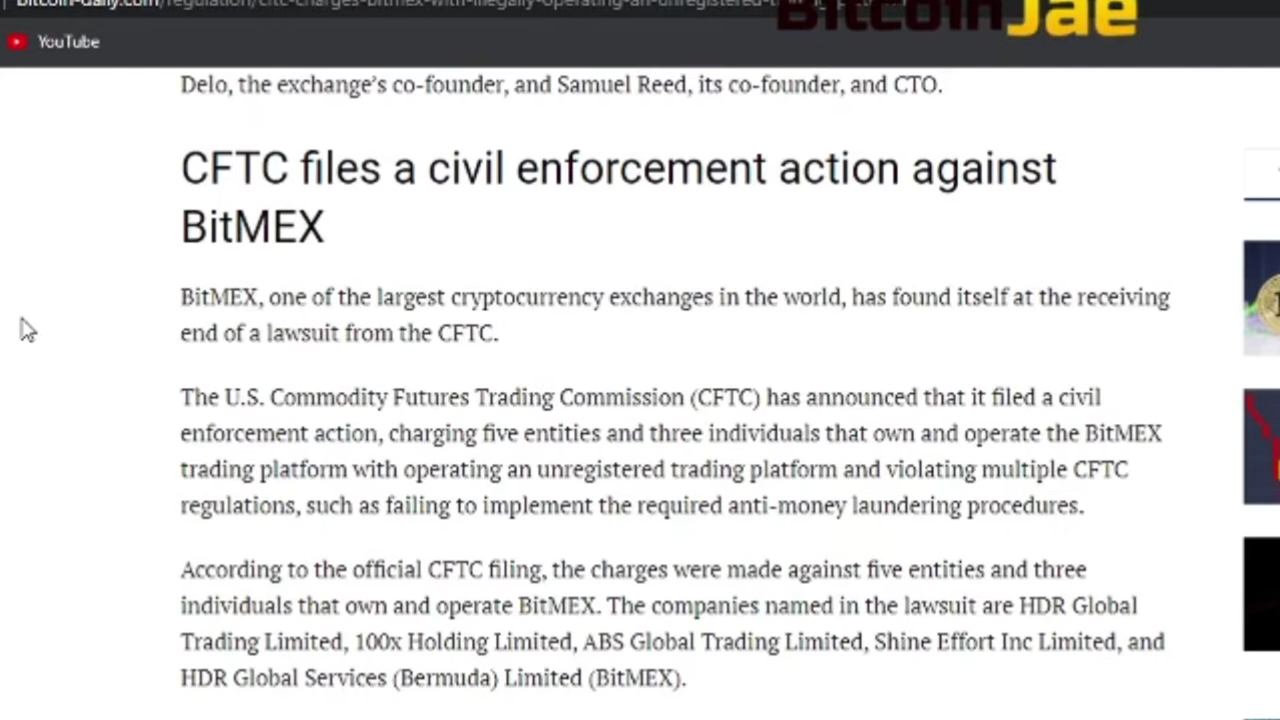 bitcoin-daily.com/regulation/cftc-charges-bitmex-with-illegally-operating-an-unregistered-
BitcoinJae
YouTube
Delo, the exchange's co-founder, and Samuel Reed, its co-founder, and CTO.
CFTC files a civil enforcement action against
BitMEX
BitMEX, one of the largest cryptocurrency exchanges in the world, has found itself at the receiving
end of a lawsuit from the CFTC.
The U.S. Commodity Futures Trading Commission (CFTC) has announced that it filed a civil
enforcement action, charging five entities and three individuals that own and operate the BitMEX
trading platform with operating an unregistered trading platform and violating multiple CFTC
regulations, such as failing to implement the required anti-money laundering procedures.
According to the official CFTC filing, the charges were made against five entities and three
individuals that own and operate BitMEX. The companies named in the lawsuit are HDR Global
Trading Limited, 100x Holding Limited, ABS Global Trading Limited, Shine Effort Inc Limited, and
HDR Global Services (Bermuda) Limited (BitMEX).